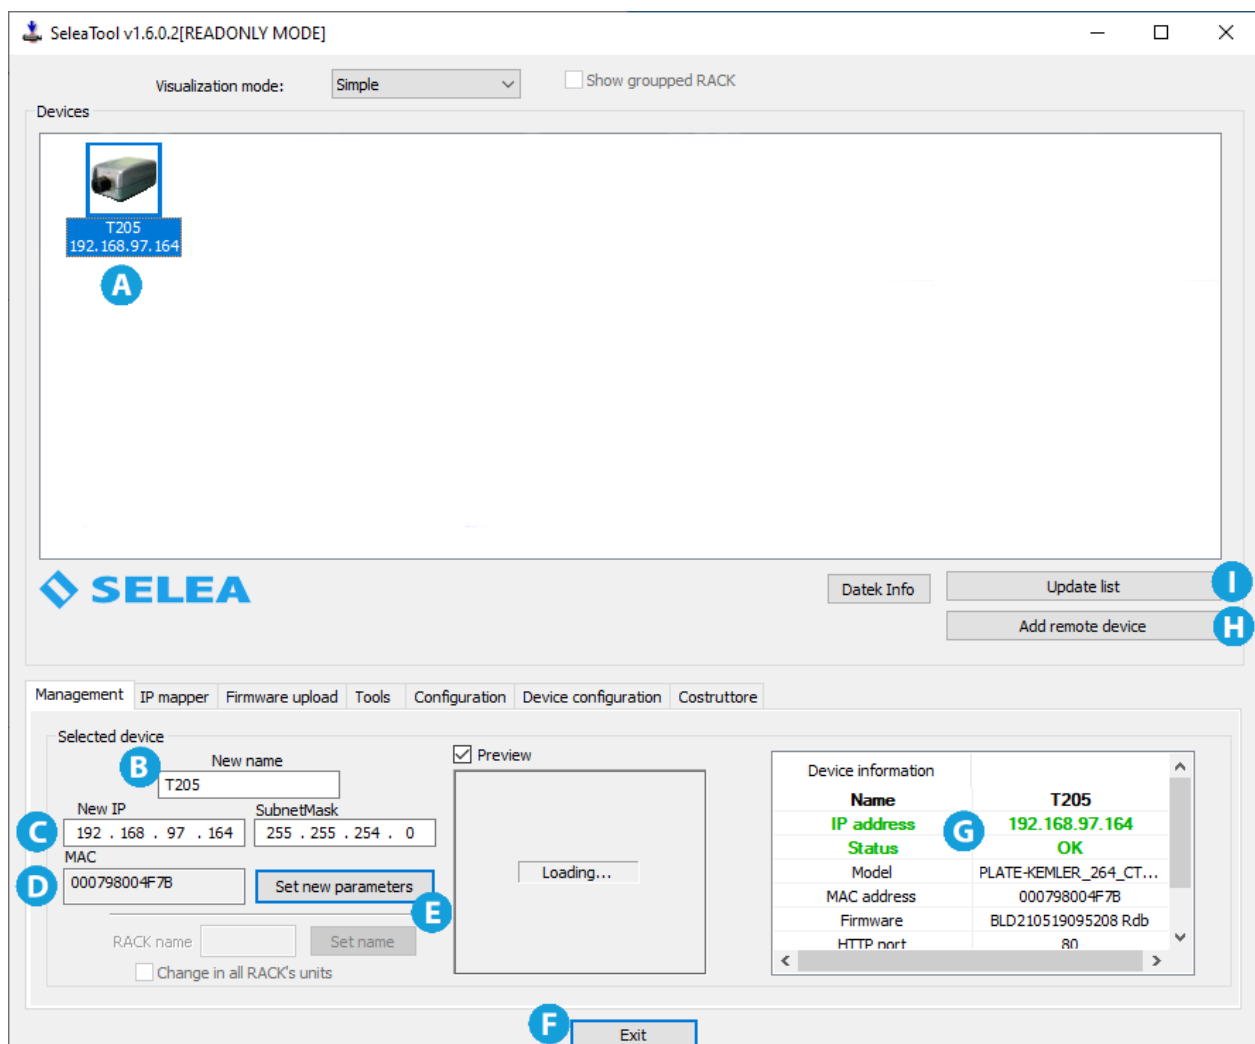 SeleaTool v1.6.0.2[READONLY MODE]
Visualization mode: Simple Show groupped RACK
Devices
T205
192.168.97.164
A
SELEA
Datek Info Update list I
Add remote device H
Management IP mapper Firmware upload Tools Configuration Device configuration Costruttore
Selected device
B New name
T205
New IP SubnetMask
C 192 . 168 . 97 . 164 255 . 255 . 254 . 0
MAC
D 000798004F7B Set new parameters E
RACK name Set name
Change in all RACK's units
Preview
Loading...
Device information
Name T205
IP address G 192.168.97.164
Status OK
Model PLATE-KEMLER_264_CT...
MAC address 000798004F7B
Firmware BLD210519095208 Rdb
HTTP port 80
F Exit